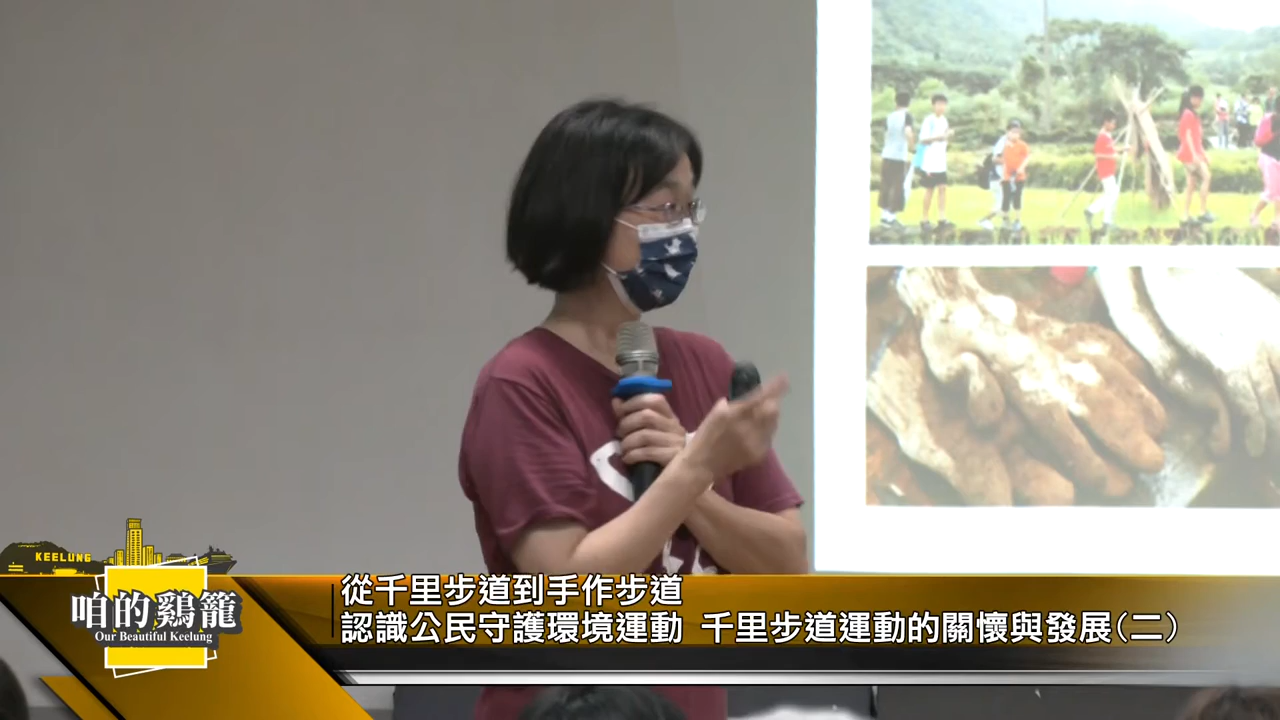 KEELUNG
咱的鷄籠
Our Beautiful Keelung
從千里步道到手作步道
認識公民守護環境運動 千里步道運動的關懷與發展(二)